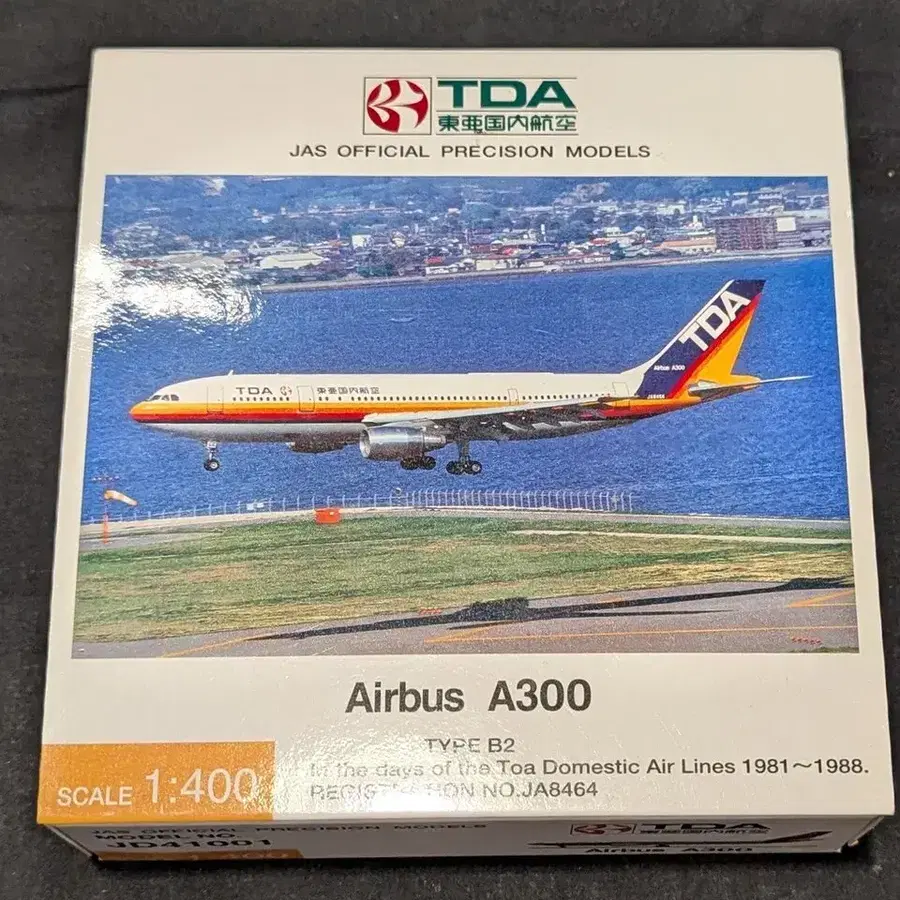 TDA
東亜国内航空
JAS OFFICIAL PRECISION MODELS
TDA
Airbus A300
JA8464
TDA 東亜国内航空
Airbus A300
TYPE B2
In the days of the Toa Domestic Air Lines 1981～1988.
REGISTRATION NO.JA8464
SCALE 1:400
JAS OFFICIAL PRECISION MODELS
MODEL NO.
JD41001
TDA
東亜国内航空
Airbus A300